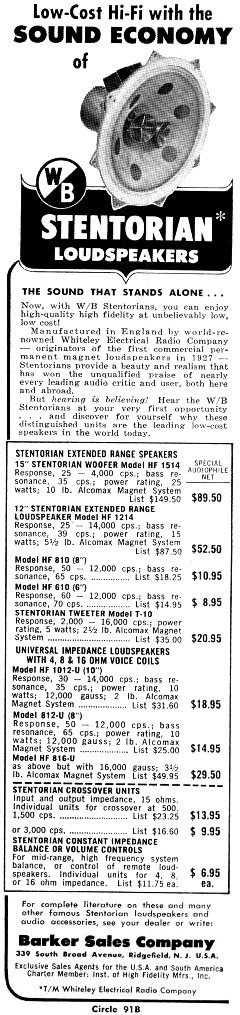 Low-Cost Hi-Fi with the
SOUND ECONOMY
of
W/B
STENTORIAN*
LOUDSPEAKERS
THE SOUND THAT STANDS ALONE . . .
Now, with W/B Stentorians, you can enjoy
high-quality high fidelity at unbelievably low,
low cost!
Manufactured in England by world-re-
nowned Whiteley Electrical Radio Company
— originators of the first commercial per-
manent magnet loudspeakers in 1927 —
Stentorians provide a beauty and realism that
has won the unqualified praise of nearly
every leading audio critic and user, both here
and abroad.
But hearing is believing! Hear the W/B
Stentorians at your very first opportunity
. . . . and discover for yourself why these
distinguished units are the leading low-cost
speakers in the world today.
STENTORIAN EXTENDED RANGE SPEAKERS
SPECIAL
AUDIOPHILE
NET
15" STENTORIAN WOOFER Model HF 1514
Response, 25 — 4,000 cps.; bass re-
sonance, 35 cps.; power rating, 25
watts; 10 lb. Alcomax Magnet System
List $149.50 $89.50
12" STENTORIAN EXTENDED RANGE
LOUDSPEAKER Model HF 1214
Response, 25 — 14,000 cps.; bass re-
sonance, 39 cps.; power rating, 15
watts; 5½ lb. Alcomax Magnet System
List $87.50 $52.50
Model HF 810 (8")
Response, 50 — 12,000 cps.; bass re-
sonance, 65 cps. ................ List $18.25 $10.95
Model HF 610 (6")
Response, 60 — 12,000 cps.; bass re-
sonance, 70 cps. ................ List $14.95 $ 8.95
STENTORIAN TWEETER Model T-10
Response, 2,000 — 16,000 cps.; power
rating, 5 watts; 2½ lb. Alcomax Magnet
System ........................ List $35.00 $20.95
UNIVERSAL IMPEDANCE LOUDSPEAKERS
WITH 4, 8 & 16 OHM VOICE COILS
Model HF 1012-U (10")
Response, 30 — 14,000 cps.; bass re-
sonance, 35 cps.; power rating, 10
watts; 12,000 gauss; 2 lb. Alcomax
Magnet System ................ List $31.60 $18.95
Model 812-U (8")
Response, 50 — 12,000 cps.; bass
resonance, 65 cps.; power rating, 10
watts; 12,000 gauss; 2 lb. Alcomax
Magnet System ................ List $25.00 $14.95
Model HF 816-U
as above but with 16,000 gauss; 3½
lb. Alcomax Magnet System List $49.95 $29.50
STENTORIAN CROSSOVER UNITS
Input and output impedance, 15 ohms.
Individual units for crossover at 500,
1,500 cps. ........................ List $23.25 $13.95
or 3,000 cps. .................... List $16.60 $ 9.95
STENTORIAN CONSTANT IMPEDANCE
BALANCE OR VOLUME CONTROLS
For mid-range, high frequency system
balance, or control of remote loud-
speakers. Individual units for 4, 8,
or 16 ohm impedance. List $11.75 ea. $ 6.95
ea.
For complete literature on these and many
other famous Stentorian loudspeakers and
audio accessories, see your dealer or write:
Barker Sales Company
339 South Broad Avenue, Ridgefield, N. J. U.S.A.
Exclusive Sales Agents for the U.S.A. and South America
Charter Member: Inst. of High Fidelity Mfrs., Inc.
*T/M Whiteley Electrical Radio Company
Circle 91B